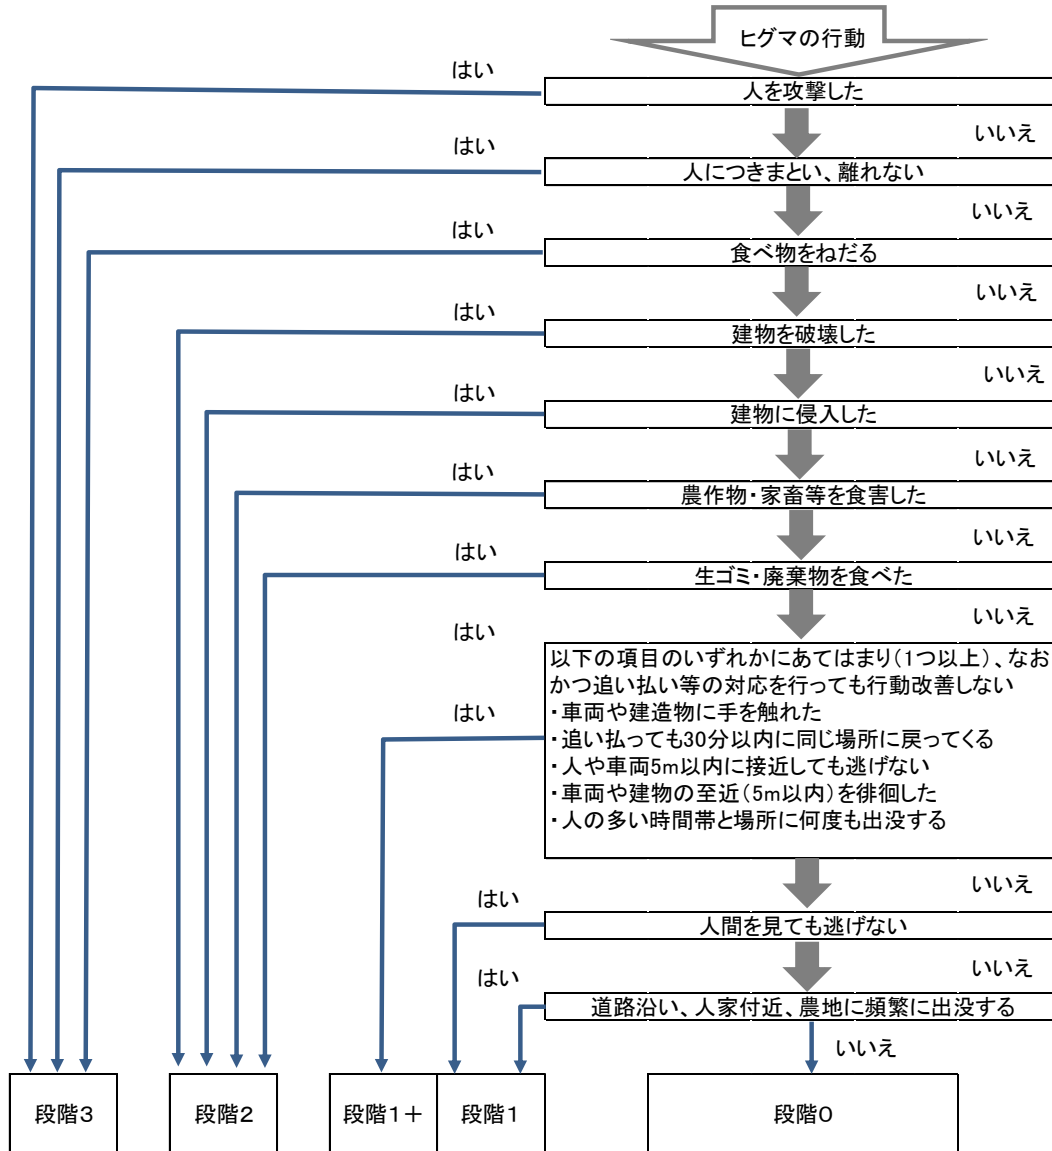 ヒグマの行動
はい
人を攻撃した
いいえ
はい
人につきまとい、離れない
いいえ
はい
食べ物をねだる
いいえ
はい
建物を破壊した
いいえ
はい
建物に侵入した
いいえ
はい
農作物・家畜等を食害した
いいえ
はい
生ゴミ・廃棄物を食べた
いいえ
はい
以下の項目のいずれかにあてはまり(1つ以上)、なお
かつ追い払い等の対応を行っても行動改善しない
はい
・車両や建造物に手を触れた
・追い払っても30分以内に同じ場所に戻ってくる
・人や車両5m以内に接近しても逃げない
・車両や建物の至近(5m以内)を徘徊した
・人の多い時間帯と場所に何度も出没する
いいえ
はい
人間を見ても逃げない
いいえ
はい
道路沿い、人家付近、農地に頻繁に出没する
いいえ
段階3
段階2
段階1+
段階1
段階0